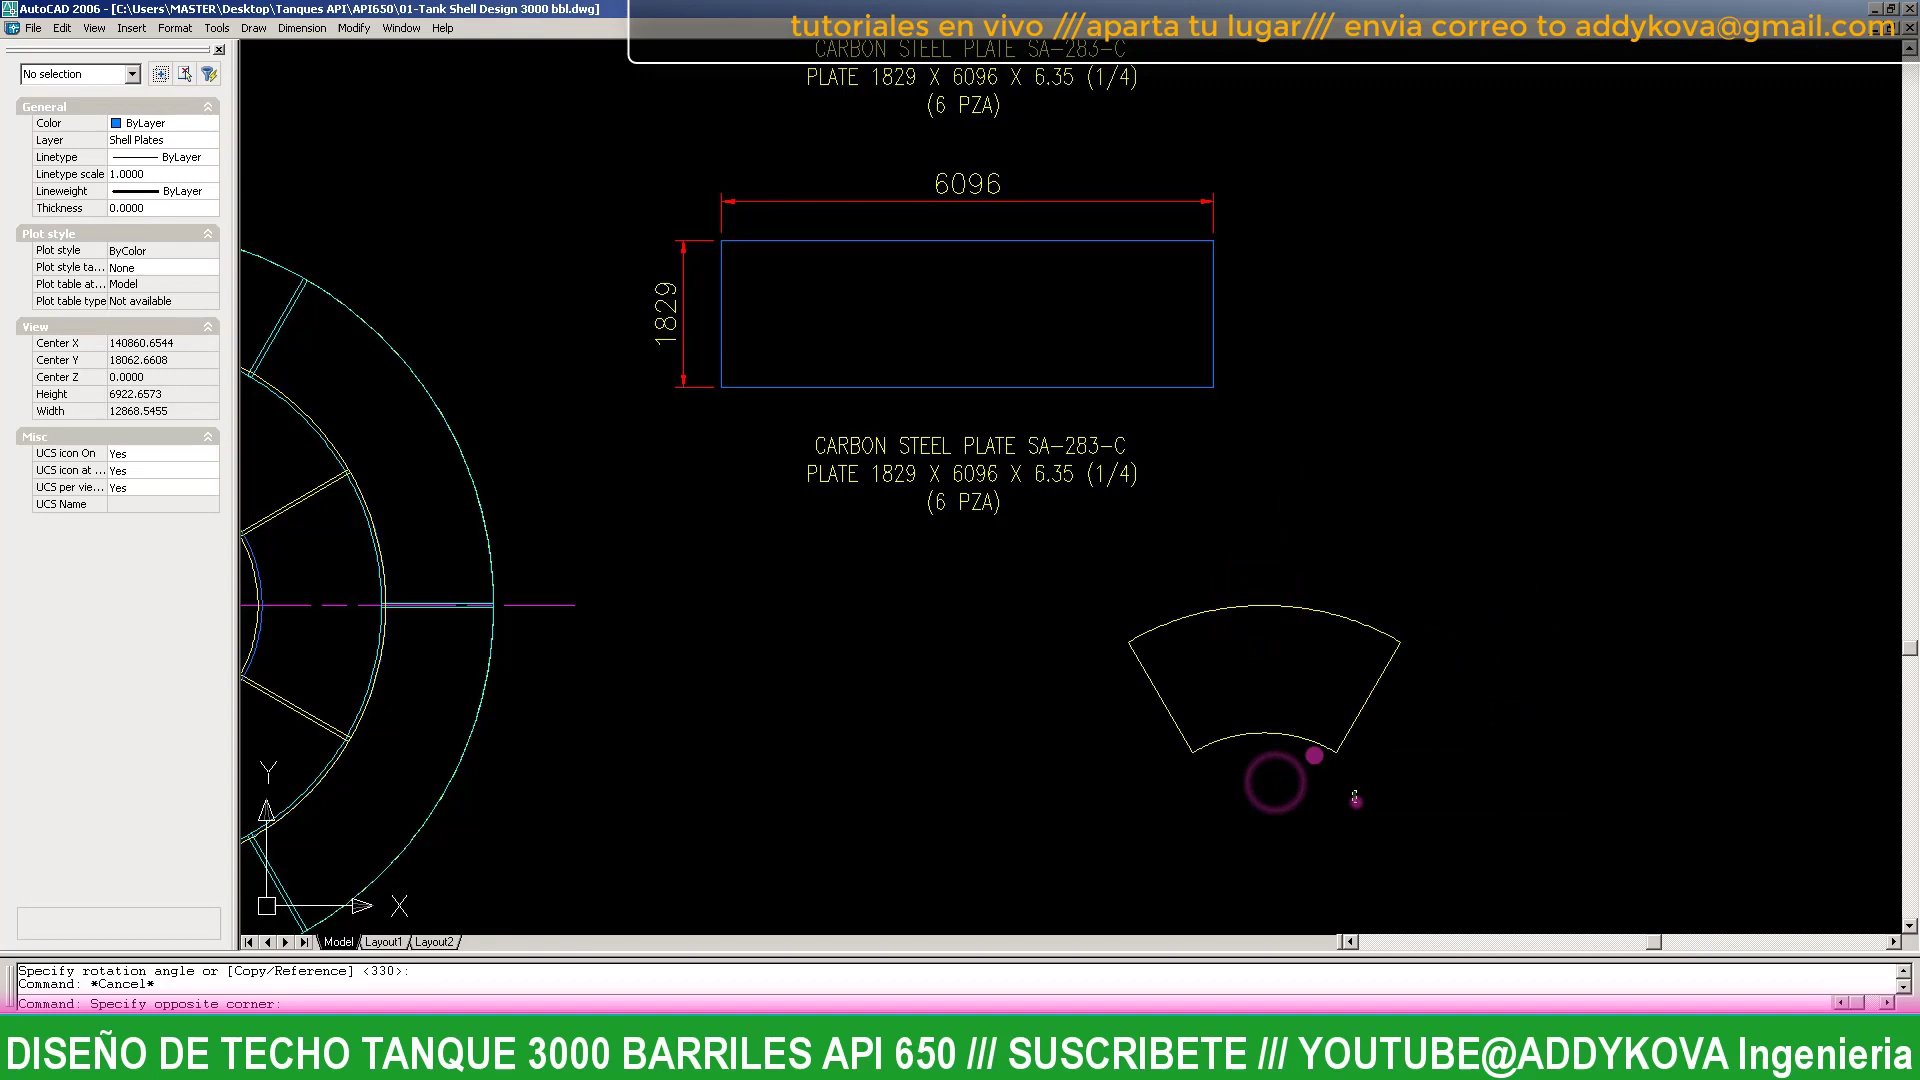 AutoCAD 2006 - [C:\Users\MASTER\Desktop\Tanques API\API650\01-Tank Shell Design 3000 bbl.dwg]
tutoriales en vivo ///aparta tu lugar/// envia correo to addykova@gmail.com
File Edit View Insert Format Tools Draw Dimension Modify Window Help
No selection
General
Color ByLayer
Layer Shell Plates
Linetype ByLayer
Linetype scale 1.0000
Lineweight ByLayer
Thickness 0.0000
Plot style
Plot style ByColor
Plot style ta... None
Plot table at... Model
Plot table type Not available
View
Center X 140860.6544
Center Y 18062.6608
Center Z 0.0000
Height 6922.6573
Width 12868.5455
Misc
UCS icon On Yes
UCS icon at ... Yes
UCS per vie... Yes
UCS Name
CARBON STEEL PLATE SA-283-C
PLATE 1829 X 6096 X 6.35 (1/4)
(6 PZA)
6096
1829
CARBON STEEL PLATE SA-283-C
PLATE 1829 X 6096 X 6.35 (1/4)
(6 PZA)
Y
X
Model Layout1 Layout2
Specify rotation angle or [Copy/Reference] <330>:
Command: *Cancel*
Command: Specify opposite corner:
DISEÑO DE TECHO TANQUE 3000 BARRILES API 650 /// SUSCRIBETE /// YOUTUBE@ADDYKOVA Ingenieria